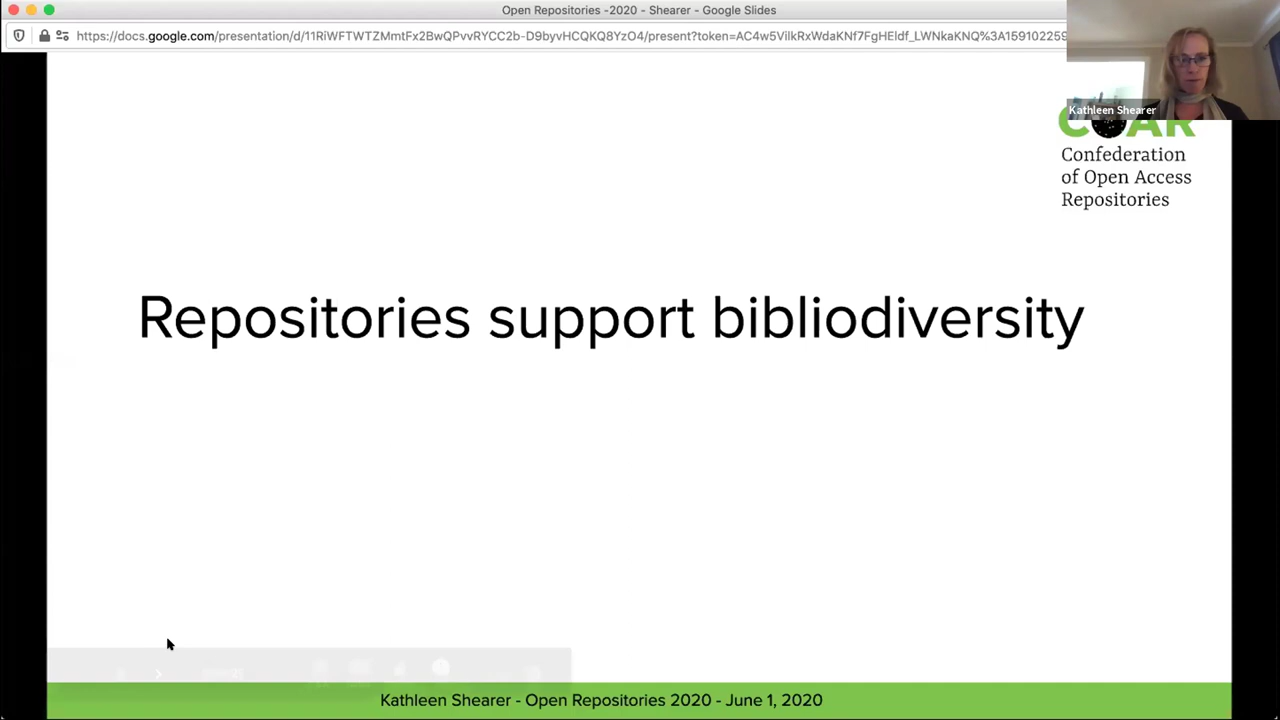 Open Repositories -2020 - Shearer - Google Slides
https://docs.google.com/presentation/d/11RiWFTWTZMmtFx2BwQPvvRYCC2b-D9byvHCQKQ8YzO4/present?token=AC4w5VilkRxWdaKNf7FgHEldf_LWNkaKNQ%3A159102259
Kathleen Shearer
COAR
Confederation
of Open Access
Repositories
Repositories support bibliodiversity
Kathleen Shearer - Open Repositories 2020 - June 1, 2020